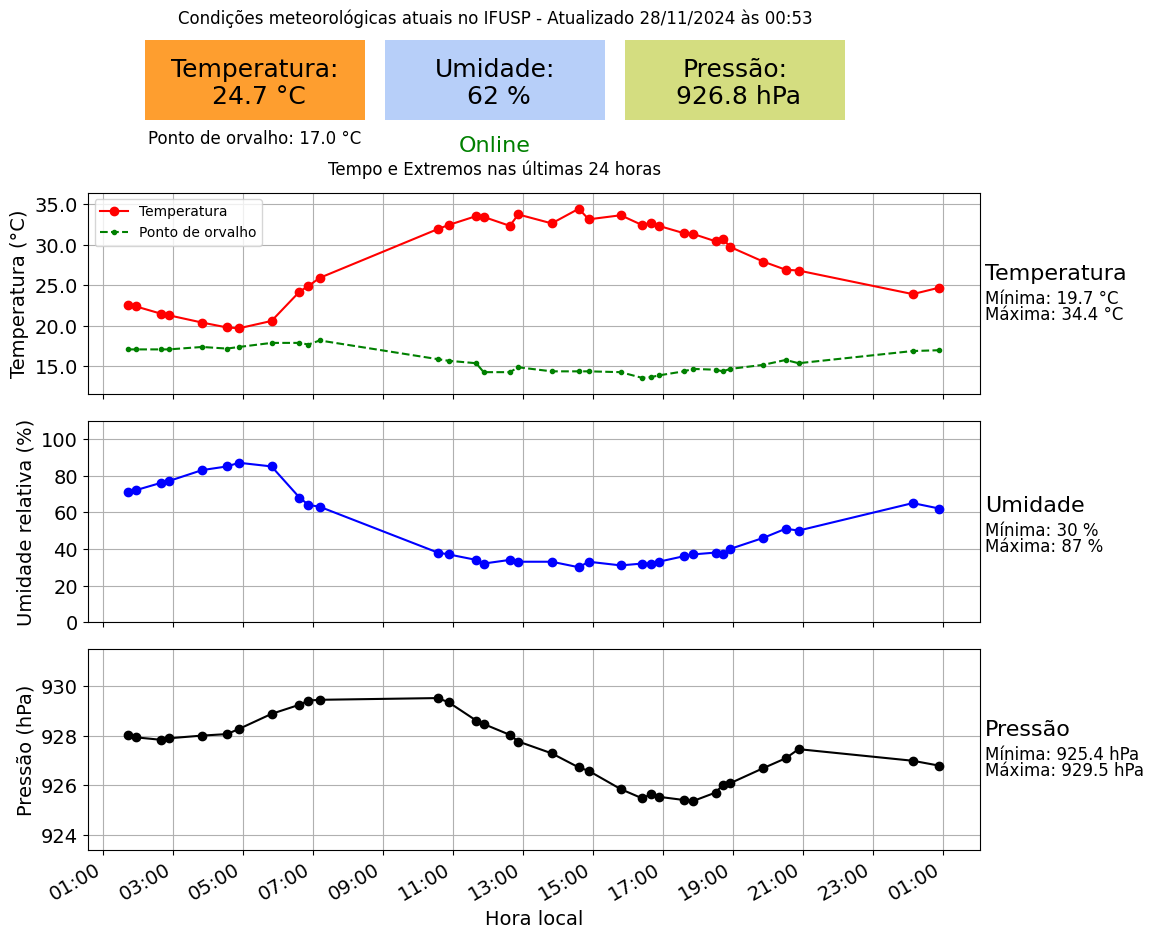 Condições meteorológicas atuais no IFUSP - Atualizado 28/11/2024 às 00:53
Temperatura:
24.7 °C
Umidade:
62 %
Pressão:
926.8 hPa
Ponto de orvalho: 17.0 °C
Online
Tempo e Extremos nas últimas 24 horas
Temperatura (°C)
35.0
30.0
25.0
20.0
15.0
Temperatura
Ponto de orvalho
Temperatura
Mínima: 19.7 °C
Máxima: 34.4 °C
Umidade relativa (%)
100
80
60
40
20
0
Umidade
Mínima: 30 %
Máxima: 87 %
Pressão (hPa)
930
928
926
924
Pressão
Mínima: 925.4 hPa
Máxima: 929.5 hPa
01:00 03:00 05:00 07:00 09:00 11:00 13:00 15:00 17:00 19:00 21:00 23:00 01:00
Hora local